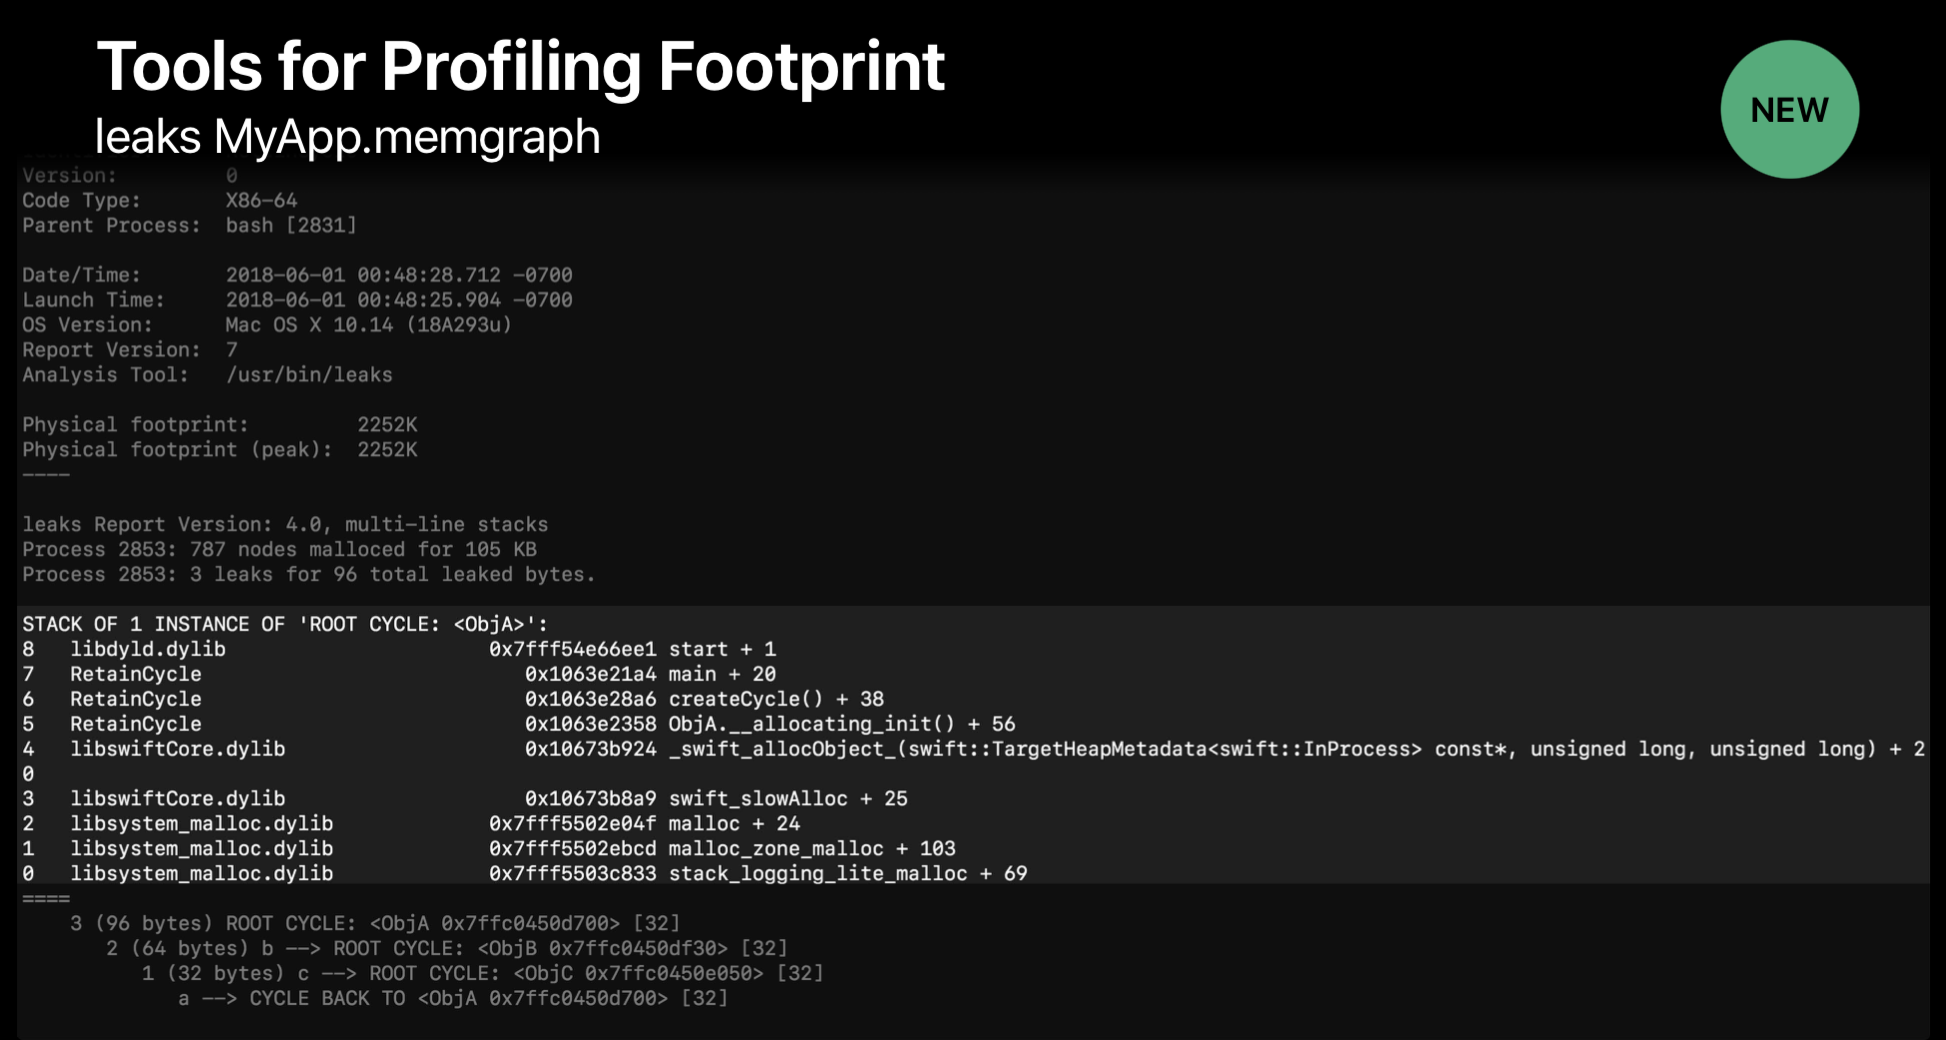 Tools for Profiling Footprint
NEW
leaks MyApp.memgraph
Version:         0
Code Type:       X86-64
Parent Process:  bash [2831]
Date/Time:       2018-06-01 00:48:28.712 -0700
Launch Time:     2018-06-01 00:48:25.904 -0700
OS Version:      Mac OS X 10.14 (18A293u)
Report Version:  7
Analysis Tool:   /usr/bin/leaks
Physical footprint:         2252K
Physical footprint (peak):  2252K
----
leaks Report Version: 4.0, multi-line stacks
Process 2853: 787 nodes malloced for 105 KB
Process 2853: 3 leaks for 96 total leaked bytes.
STACK OF 1 INSTANCE OF 'ROOT CYCLE: <ObjA>':
8   libdyld.dylib                      0x7fff54e66ee1 start + 1
7   RetainCycle                           0x1063e21a4 main + 20
6   RetainCycle                           0x1063e28a6 createCycle() + 38
5   RetainCycle                           0x1063e2358 ObjA.__allocating_init() + 56
4   libswiftCore.dylib                    0x10673b924 _swift_allocObject_(swift::TargetHeapMetadata<swift::InProcess> const*, unsigned long, unsigned long) + 2
0
3   libswiftCore.dylib                    0x10673b8a9 swift_slowAlloc + 25
2   libsystem_malloc.dylib             0x7fff5502e04f malloc + 24
1   libsystem_malloc.dylib             0x7fff5502ebcd malloc_zone_malloc + 103
0   libsystem_malloc.dylib             0x7fff5503c833 stack_logging_lite_malloc + 69
====
    3 (96 bytes) ROOT CYCLE: <ObjA 0x7ffc0450d700> [32]
       2 (64 bytes) b --> ROOT CYCLE: <ObjB 0x7ffc0450df30> [32]
          1 (32 bytes) c --> ROOT CYCLE: <ObjC 0x7ffc0450e050> [32]
             a --> CYCLE BACK TO <ObjA 0x7ffc0450d700> [32]